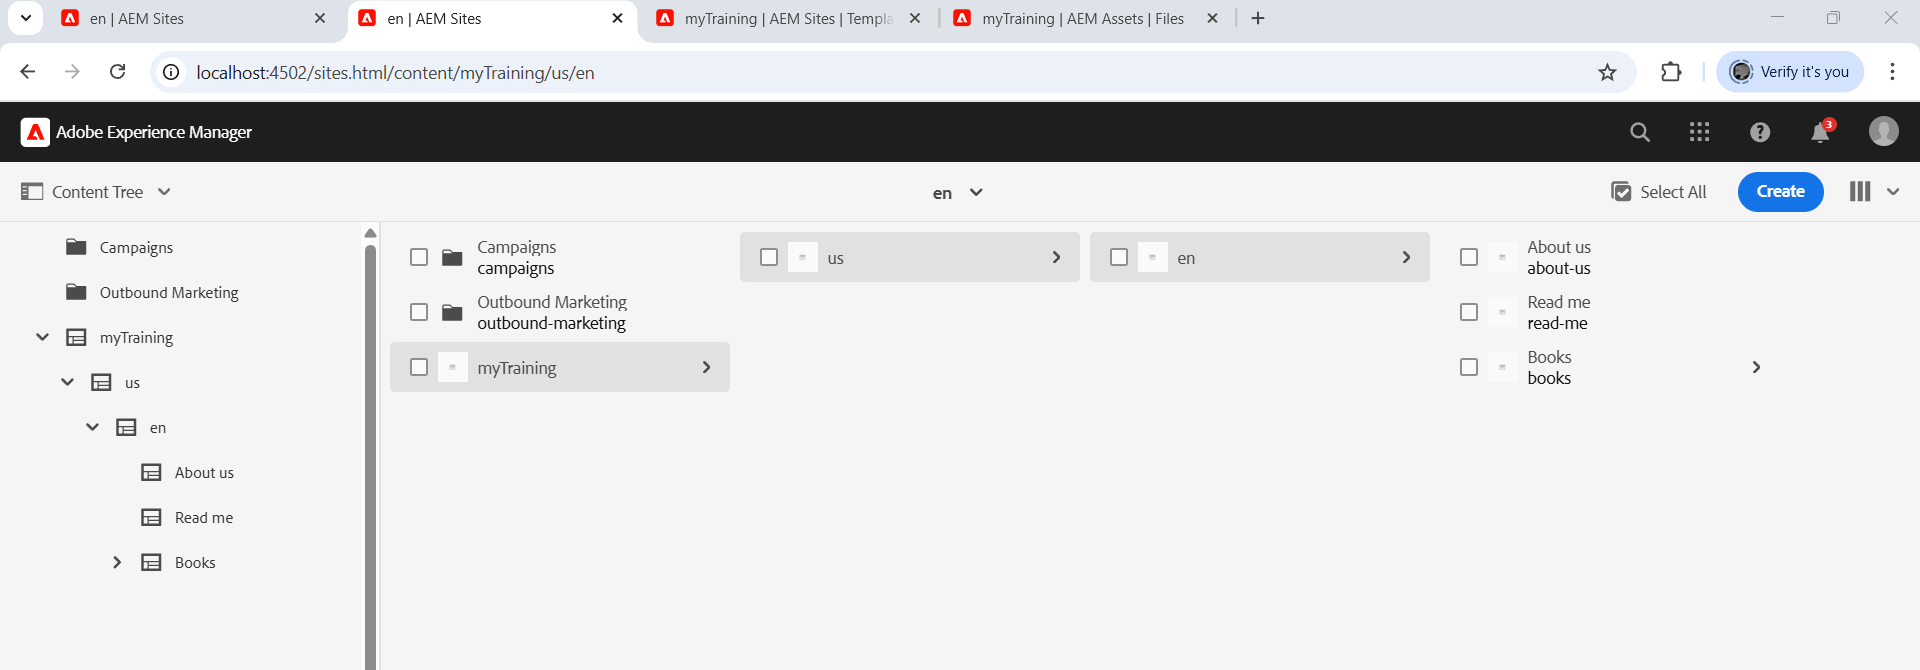 en | AEM Sites
en | AEM Sites
myTraining | AEM Sites | Templa
myTraining | AEM Assets | Files
localhost:4502/sites.html/content/myTraining/us/en
Verify it's you
Adobe Experience Manager
3
Content Tree
en
Select All
Create
Campaigns
Outbound Marketing
myTraining
us
en
About us
Read me
Books
Campaigns
campaigns
Outbound Marketing
outbound-marketing
myTraining
us
en
About us
about-us
Read me
read-me
Books
books